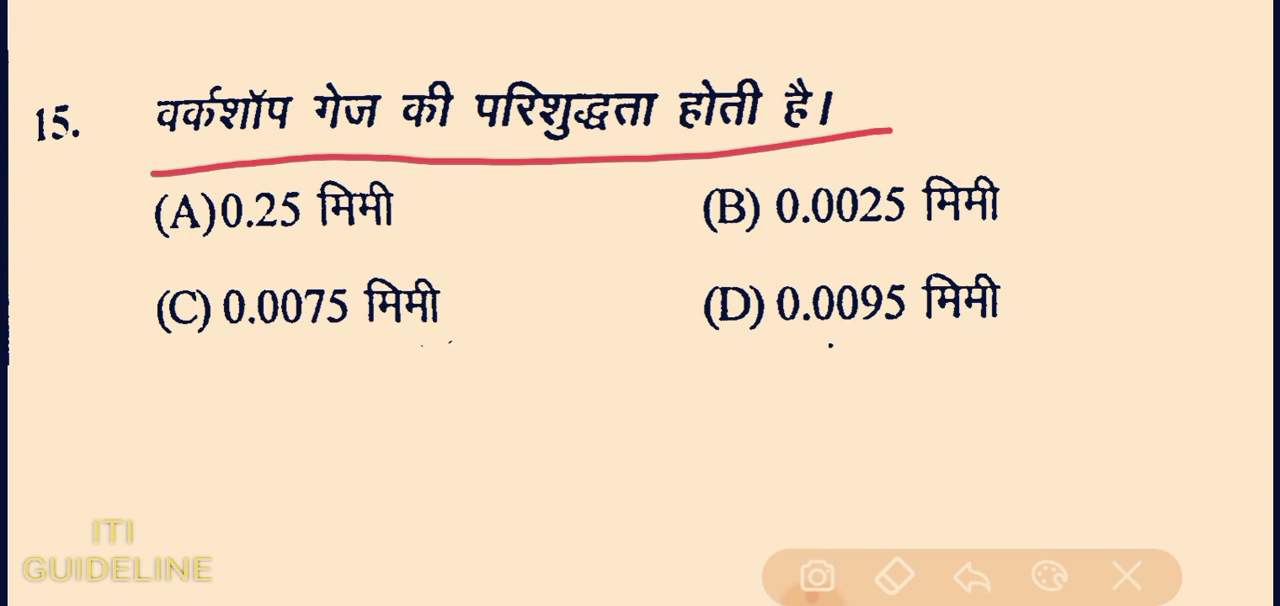 15. वर्कशॉप गेज की परिशुद्धता होती है।
(A)0.25 मिमी (B) 0.0025 मिमी
(C) 0.0075 मिमी (D) 0.0095 मिमी
ITI
GUIDELINE